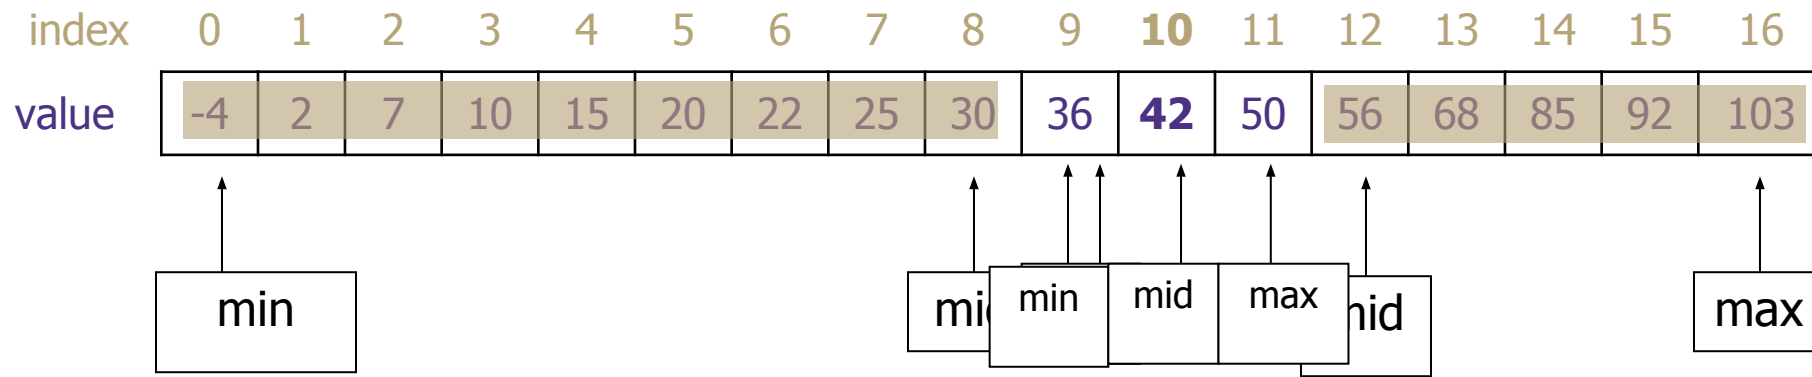 index 0 1 2 3 4 5 6 7 8 9 10 11 12 13 14 15 16
value -4 2 7 10 15 20 22 25 30 36 42 50 56 68 85 92 103
min min mid max max